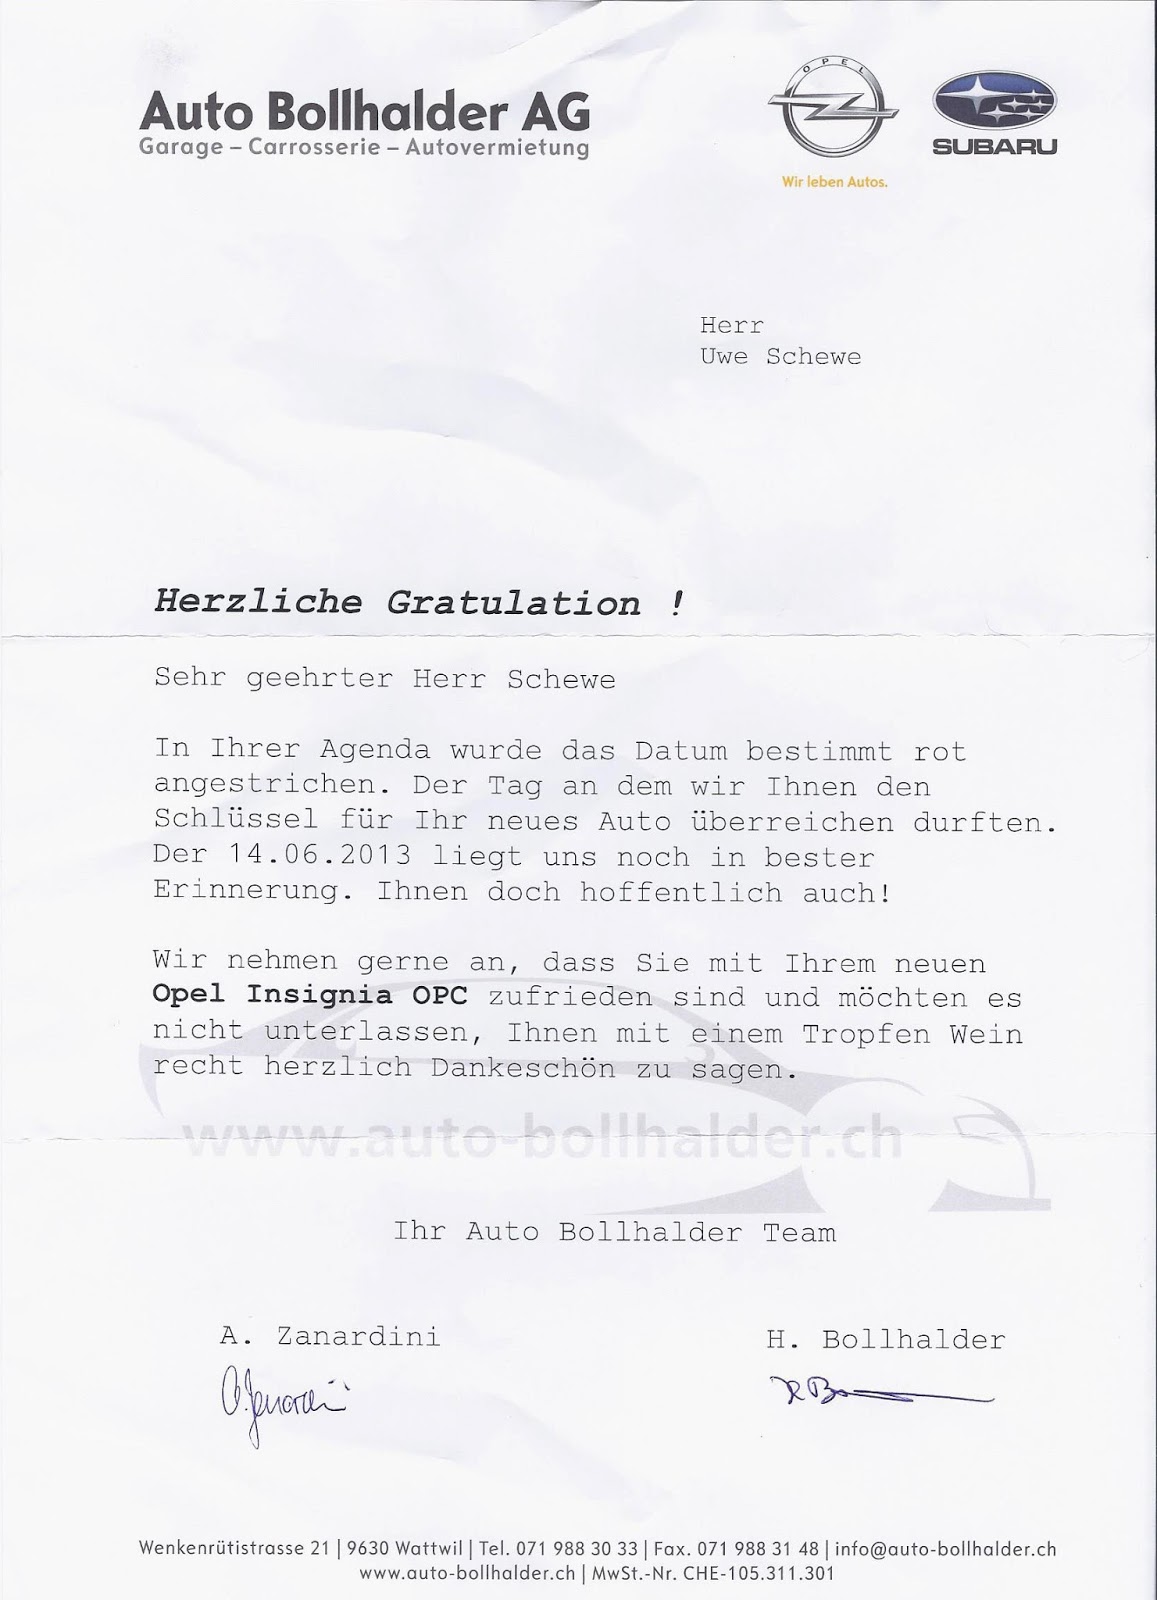 Auto Bollhalder AG
Garage – Carrosserie – Autovermietung
OPEL
Wir leben Autos.
SUBARU
Herr
Uwe Schewe
Herzliche Gratulation !
Sehr geehrter Herr Schewe
In Ihrer Agenda wurde das Datum bestimmt rot
angestrichen. Der Tag an dem wir Ihnen den
Schlüssel für Ihr neues Auto überreichen durften.
Der 14.06.2013 liegt uns noch in bester
Erinnerung. Ihnen doch hoffentlich auch!
Wir nehmen gerne an, dass Sie mit Ihrem neuen
Opel Insignia OPC zufrieden sind und möchten es
nicht unterlassen, Ihnen mit einem Tropfen Wein
recht herzlich Dankeschön zu sagen.
www.auto-bollhalder.ch
Ihr Auto Bollhalder Team
A. Zanardini
H. Bollhalder
Wenkenrütistrasse 21 | 9630 Wattwil | Tel. 071 988 30 33 | Fax. 071 988 31 48 | info@auto-bollhalder.ch
www.auto-bollhalder.ch | MwSt.-Nr. CHE-105.311.301